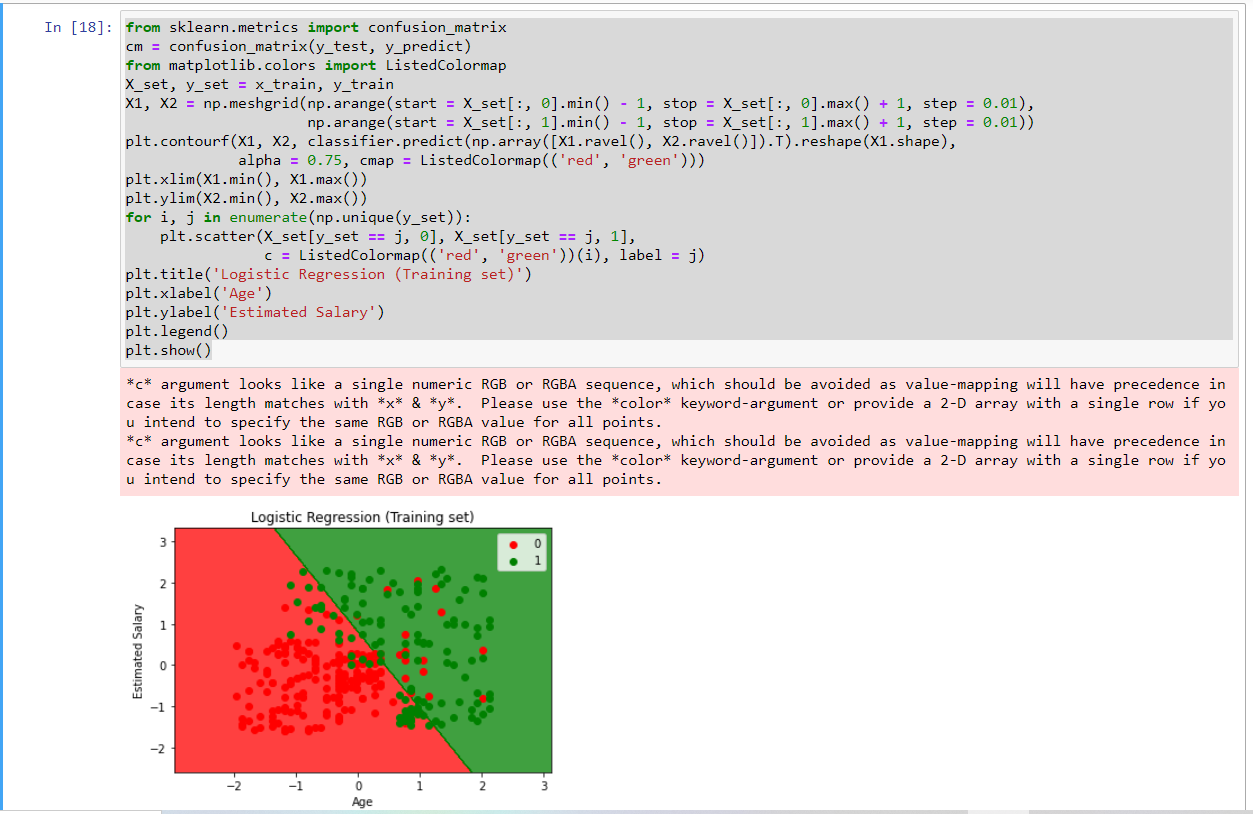 In [18]:
from sklearn.metrics import confusion_matrix
cm = confusion_matrix(y_test, y_predict)
from matplotlib.colors import ListedColormap
X_set, y_set = x_train, y_train
X1, X2 = np.meshgrid(np.arange(start = X_set[:, 0].min() - 1, stop = X_set[:, 0].max() + 1, step = 0.01),
                     np.arange(start = X_set[:, 1].min() - 1, stop = X_set[:, 1].max() + 1, step = 0.01))
plt.contourf(X1, X2, classifier.predict(np.array([X1.ravel(), X2.ravel()]).T).reshape(X1.shape),
             alpha = 0.75, cmap = ListedColormap(('red', 'green')))
plt.xlim(X1.min(), X1.max())
plt.ylim(X2.min(), X2.max())
for i, j in enumerate(np.unique(y_set)):
    plt.scatter(X_set[y_set == j, 0], X_set[y_set == j, 1],
                c = ListedColormap(('red', 'green'))(i), label = j)
plt.title('Logistic Regression (Training set)')
plt.xlabel('Age')
plt.ylabel('Estimated Salary')
plt.legend()
plt.show()
*c* argument looks like a single numeric RGB or RGBA sequence, which should be avoided as value-mapping will have precedence in
case its length matches with *x* & *y*.  Please use the *color* keyword-argument or provide a 2-D array with a single row if yo
u intend to specify the same RGB or RGBA value for all points.
*c* argument looks like a single numeric RGB or RGBA sequence, which should be avoided as value-mapping will have precedence in
case its length matches with *x* & *y*.  Please use the *color* keyword-argument or provide a 2-D array with a single row if yo
u intend to specify the same RGB or RGBA value for all points.
Logistic Regression (Training set)
0
1
3
2
1
0
−1
−2
Estimated Salary
−2 −1 0 1 2 3
Age